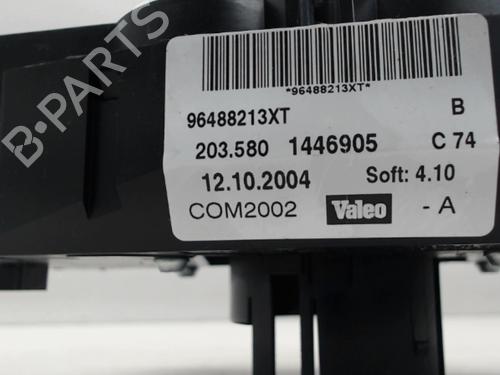 *96488213XT*
96488213XT B
203.580 1446905 C 74
12.10.2004 Soft: 4.10
COM2002 Valeo - A
B-PARTS